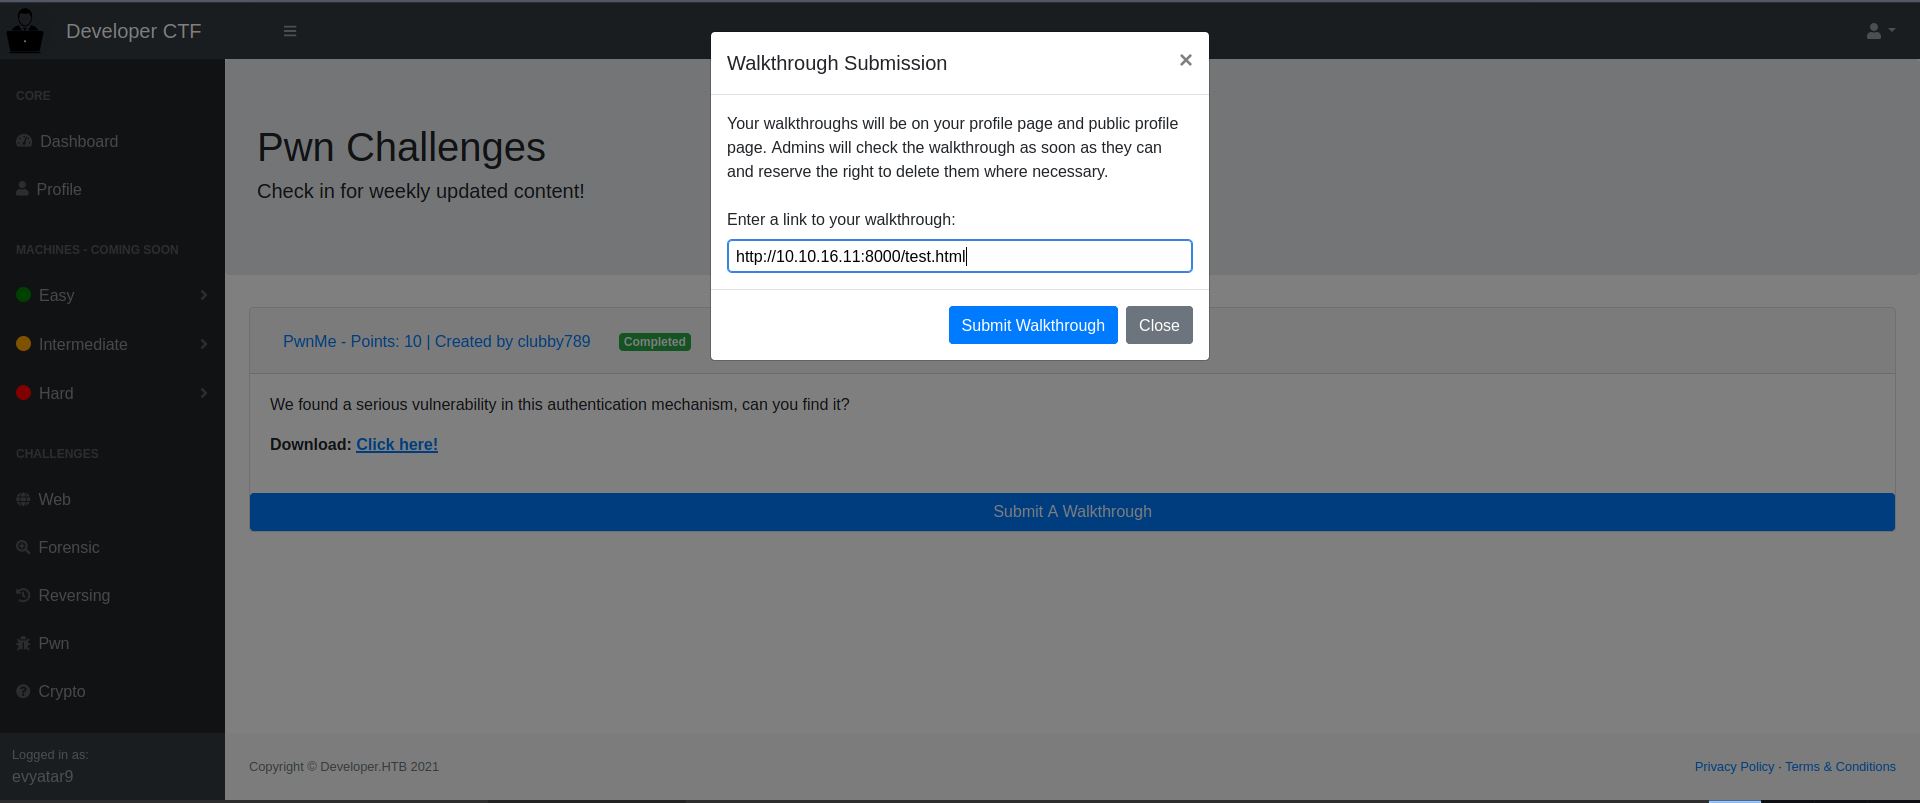 Developer CTF
CORE
Dashboard
Profile
MACHINES - COMING SOON
Easy
Intermediate
Hard
CHALLENGES
Web
Forensic
Reversing
Pwn
Crypto
Logged in as:
evyatar9
Pwn Challenges
Check in for weekly updated content!
Walkthrough Submission
×
Your walkthroughs will be on your profile page and public profile
page. Admins will check the walkthrough as soon as they can
and reserve the right to delete them where necessary.
Enter a link to your walkthrough:
http://10.10.16.11:8000/test.html
Submit Walkthrough
Close
PwnMe - Points: 10 | Created by clubby789 Completed
We found a serious vulnerability in this authentication mechanism, can you find it?
Download: Click here!
Submit A Walkthrough
Copyright © Developer.HTB 2021
Privacy Policy · Terms & Conditions